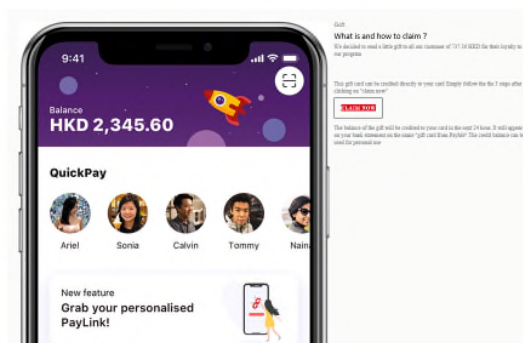 9:41
Balance
HKD 2,345.60
QuickPay
Ariel
Sonia
Calvin
Tommy
Naina
New feature
Grab your personalised
PayLink!
Gift
What is and how to claim ?
We decided to send a little gift to all our customer of 737.56 HKD for their loyalty to
our program
This gift card can be credited directly to your card Simply follow the the 3 steps after
clicking on "claim now"
CLAIM NOW
The balance of the gift will be credited to your card in the next 24 hour. It will appear
on your bank statement on the name "gift card from PayMe" The credit balance can b
used for personal use